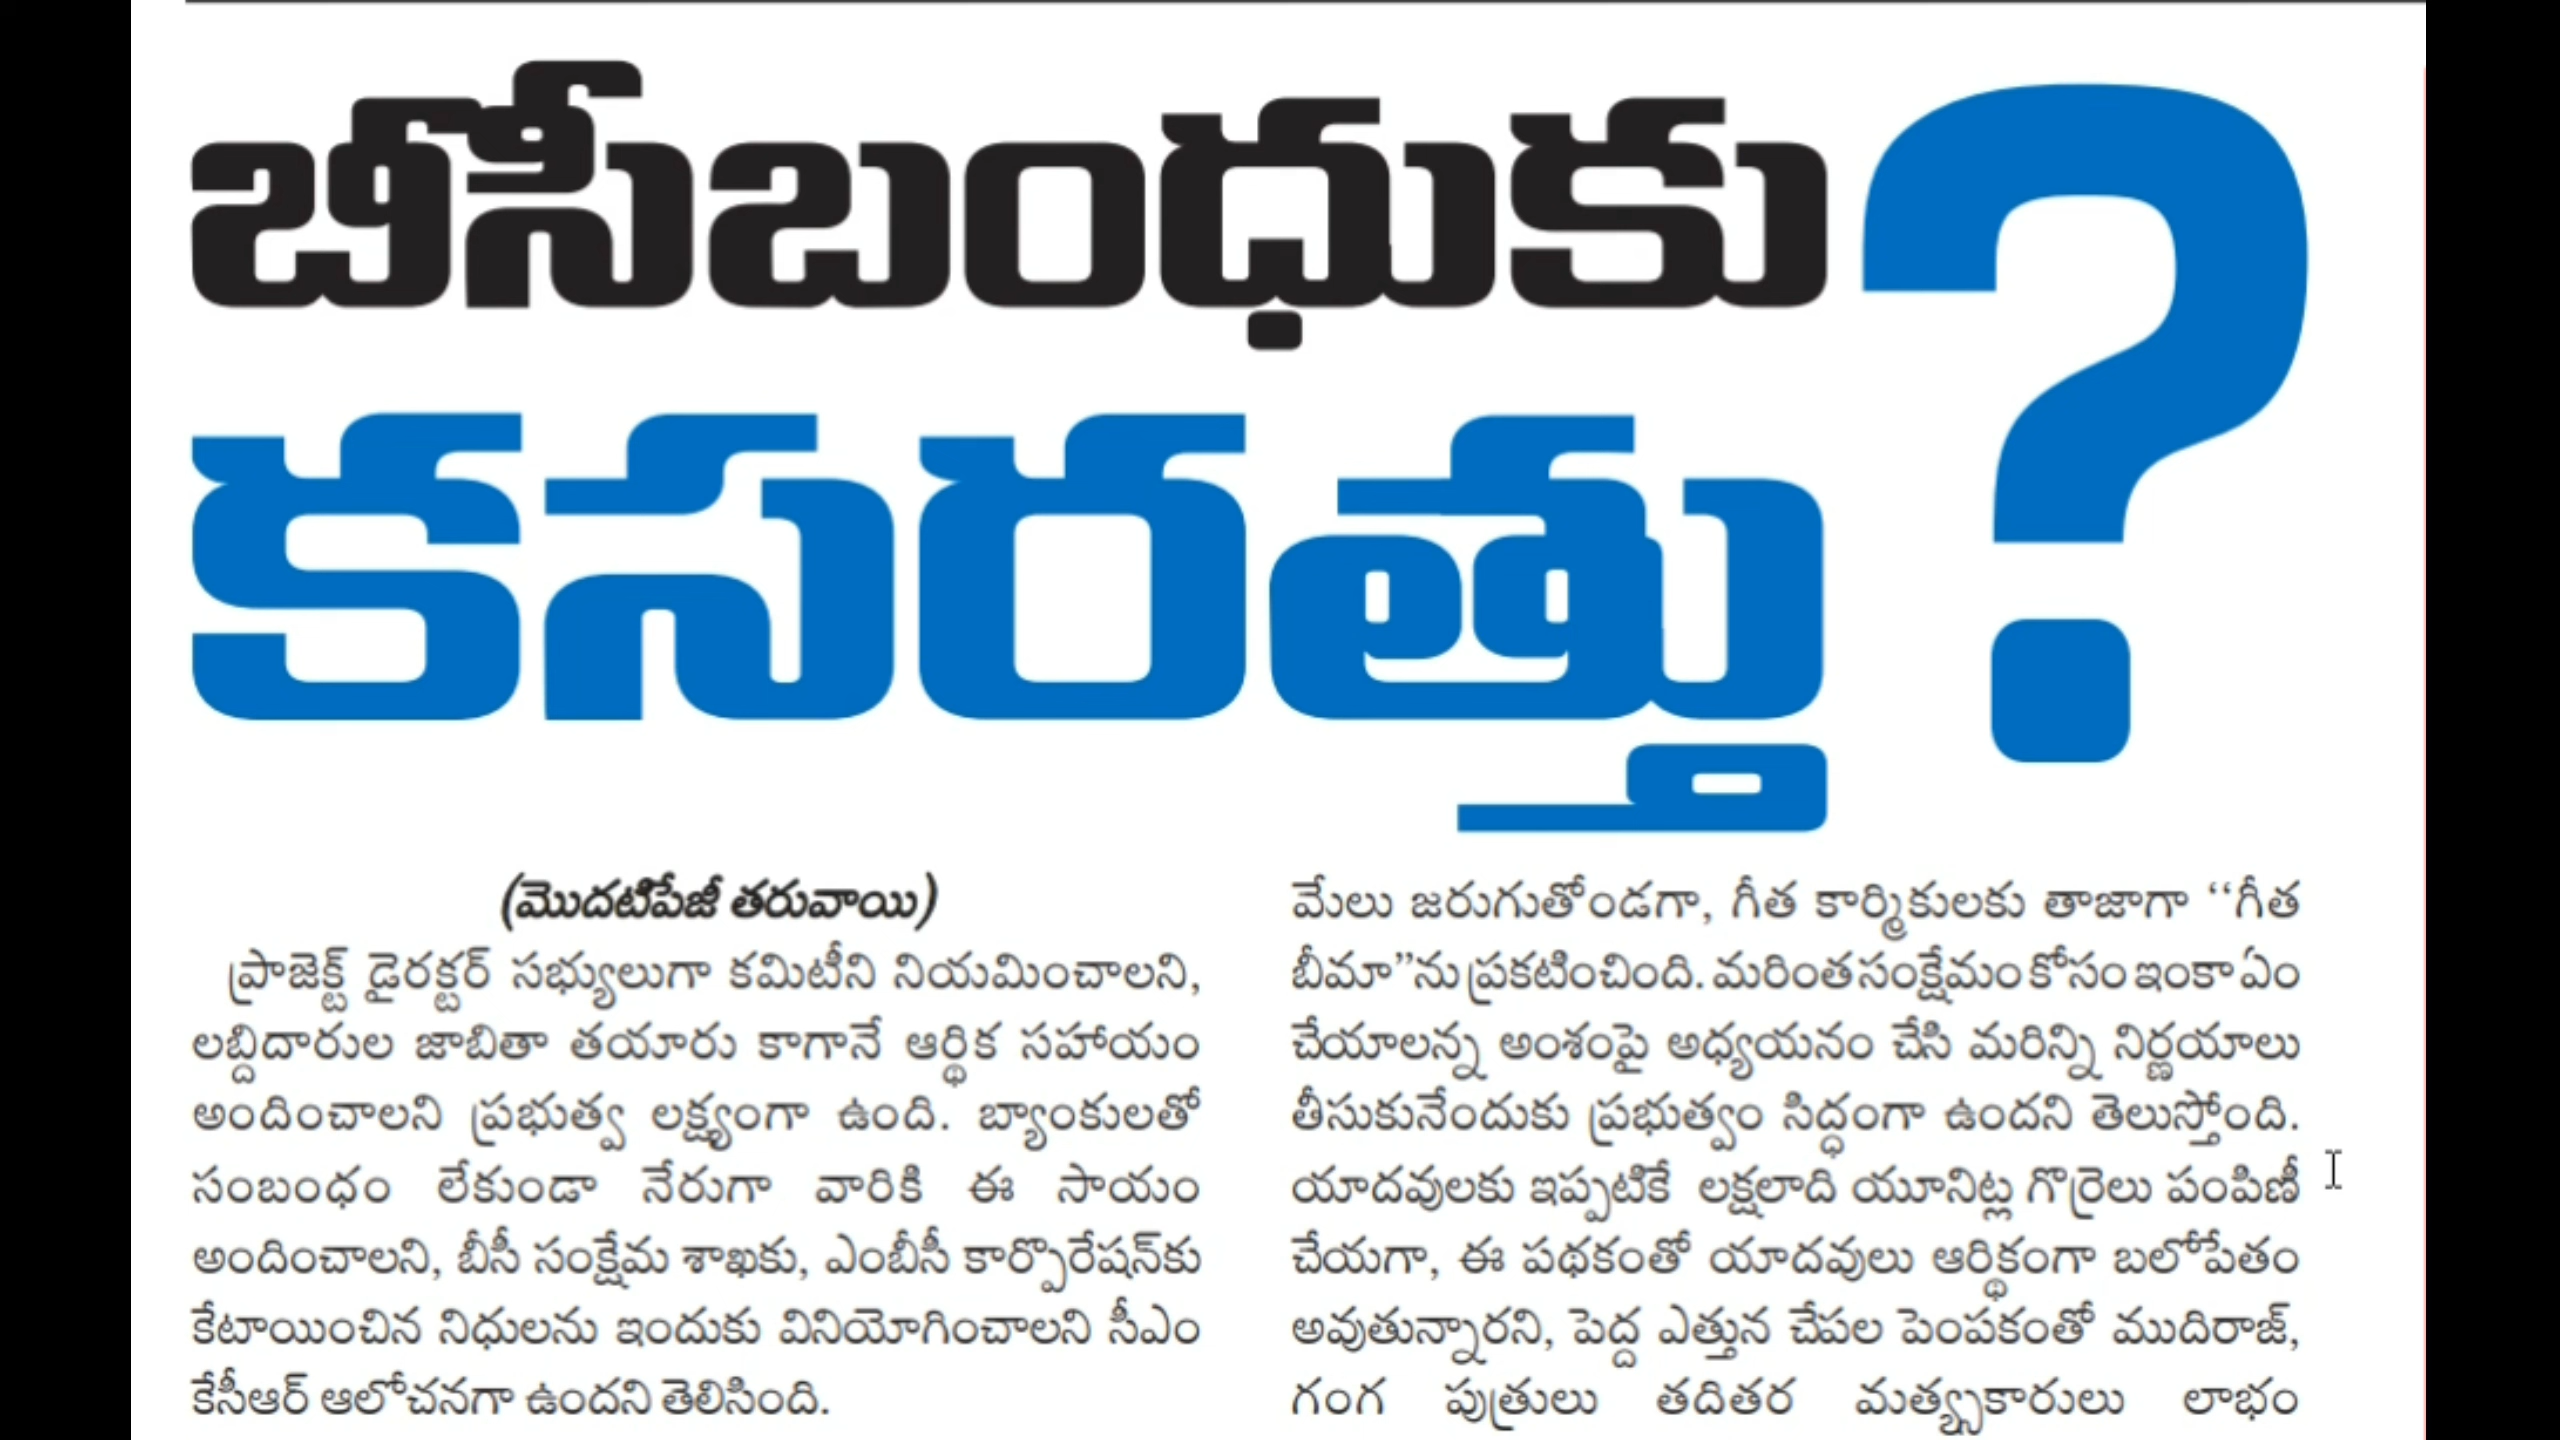 బీసీబంధుకు
కసరత్తు?
(మొదటిపేజీ తరువాయి)
ప్రాజెక్ట్ డైరక్టర్ సభ్యులుగా కమిటీని నియమించాలని,
లబ్దిదారుల జాబితా తయారు కాగానే ఆర్థిక సహాయం
అందించాలని ప్రభుత్వ లక్ష్యంగా ఉంది. బ్యాంకులతో
సంబంధం లేకుండా నేరుగా వారికి ఈ సాయం
అందించాలని, బీసీ సంక్షేమ శాఖకు, ఎంబీసీ కార్పొరేషన్‌కు
కేటాయించిన నిధులను ఇందుకు వినియోగించాలని సీఎం
కేసీఆర్ ఆలోచనగా ఉందని తెలిసింది.
మేలు జరుగుతోండగా, గీత కార్మికులకు తాజాగా ‘‘గీత
బీమా’’ను ప్రకటించింది. మరింత సంక్షేమం కోసం ఇంకా ఏం
చేయాలన్న అంశంపై అధ్యయనం చేసి మరిన్ని నిర్ణయాలు
తీసుకునేందుకు ప్రభుత్వం సిద్ధంగా ఉందని తెలుస్తోంది.
యాదవులకు ఇప్పటికే లక్షలాది యూనిట్ల గొర్రెలు పంపిణీ
చేయగా, ఈ పథకంతో యాదవులు ఆర్థికంగా బలోపేతం
అవుతున్నారని, పెద్ద ఎత్తున చేపల పెంపకంతో ముదిరాజ్,
గంగ పుత్రులు తదితర మత్స్యకారులు లాభం